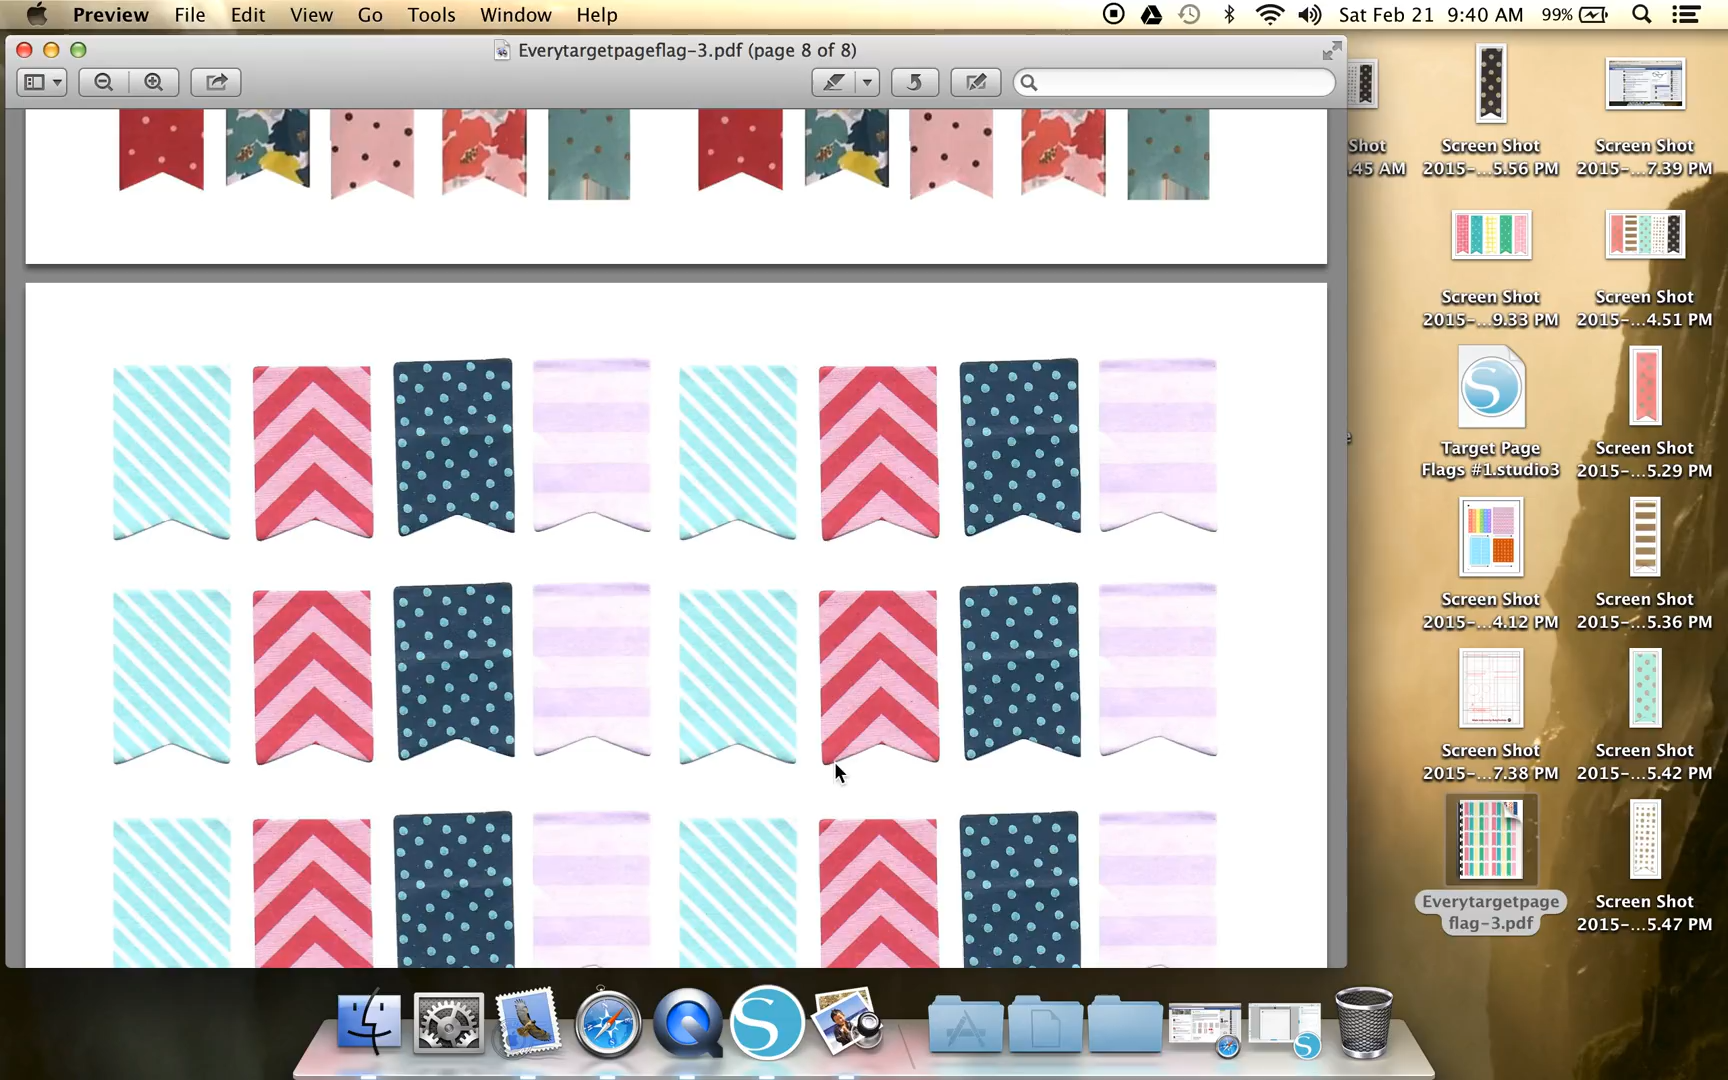 Preview File Edit View Go Tools Window Help Sat Feb 21 9:40 AM 99%
Everytargetpageflag-3.pdf (page 8 of 8)
Shot
.45 AM
Screen Shot
2015-...5.56 PM
Screen Shot
2015-...7.39 PM
Screen Shot
2015-...9.33 PM
Screen Shot
2015-...4.51 PM
Target Page
Flags #1.studio3
Screen Shot
2015-...5.29 PM
Screen Shot
2015-...4.12 PM
Screen Shot
2015-...5.36 PM
Screen Shot
2015-...7.38 PM
Screen Shot
2015-...5.42 PM
Everytargetpage
flag-3.pdf
Screen Shot
2015-...5.47 PM